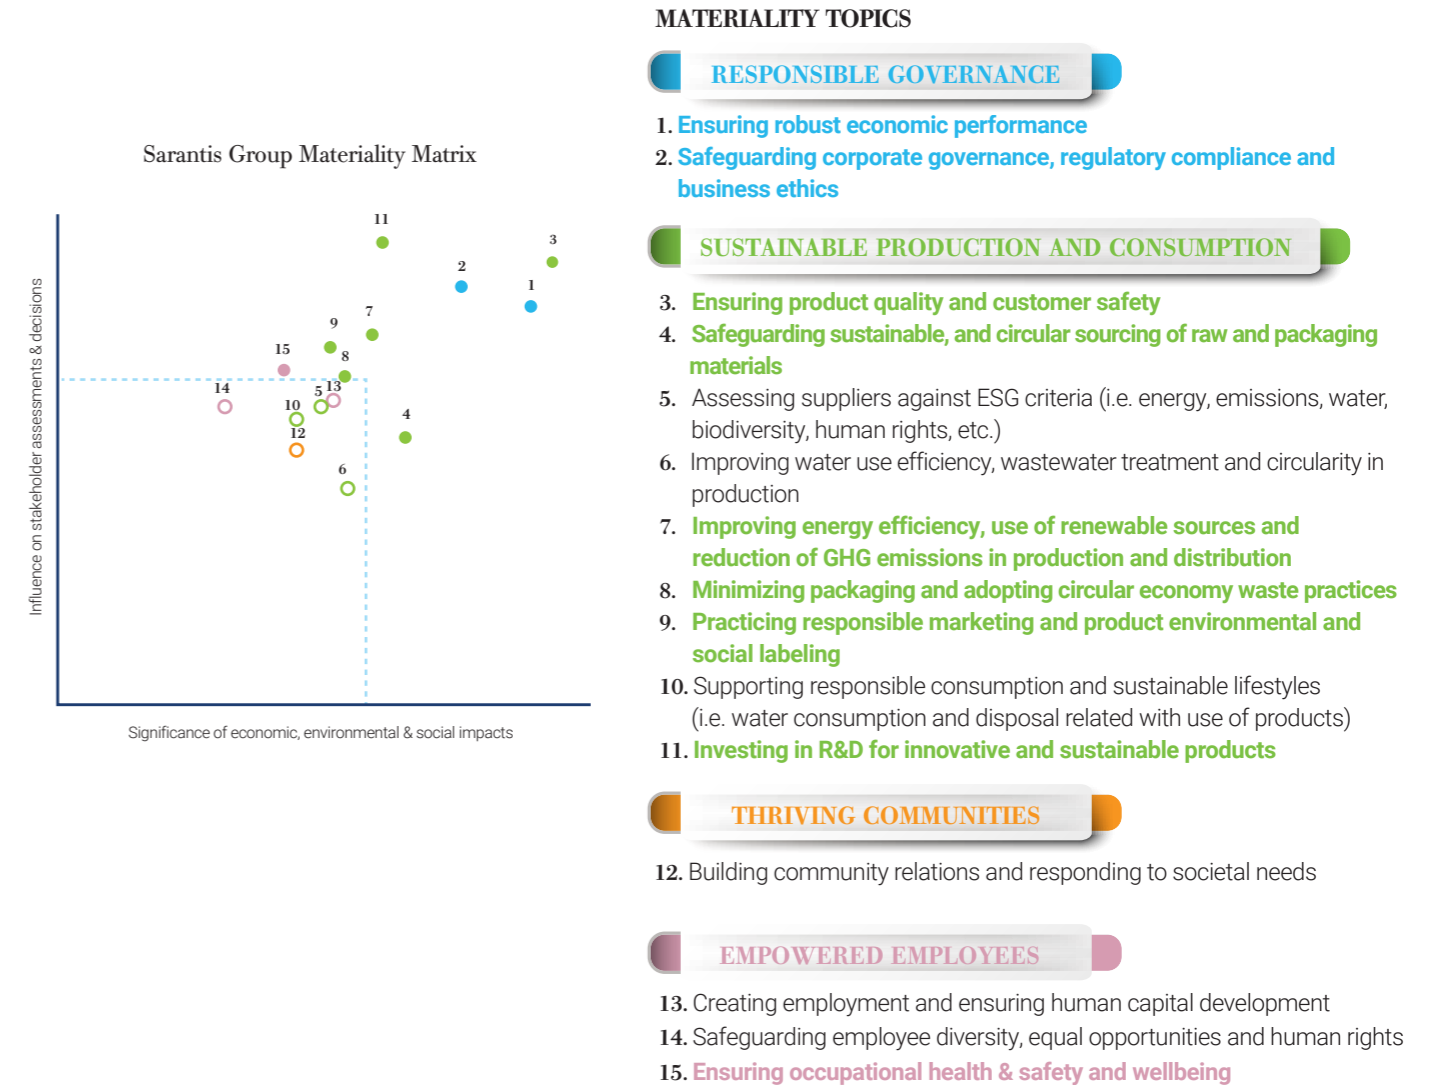 MATERIALITY TOPICS
RESPONSIBLE GOVERNANCE
1. Ensuring robust economic performance
2. Safeguarding corporate governance, regulatory compliance and
business ethics
SUSTAINABLE PRODUCTION AND CONSUMPTION
3. Ensuring product quality and customer safety
4. Safeguarding sustainable, and circular sourcing of raw and packaging
materials
5. Assessing suppliers against ESG criteria (i.e. energy, emissions, water,
biodiversity, human rights, etc.)
6. Improving water use efficiency, wastewater treatment and circularity in
production
7. Improving energy efficiency, use of renewable sources and
reduction of GHG emissions in production and distribution
8. Minimizing packaging and adopting circular economy waste practices
9. Practicing responsible marketing and product environmental and
social labeling
10. Supporting responsible consumption and sustainable lifestyles
(i.e. water consumption and disposal related with use of products)
11. Investing in R&D for innovative and sustainable products
THRIVING COMMUNITIES
12. Building community relations and responding to societal needs
EMPOWERED EMPLOYEES
13. Creating employment and ensuring human capital development
14. Safeguarding employee diversity, equal opportunities and human rights
15. Ensuring occupational health & safety and wellbeing
Sarantis Group Materiality Matrix
Influence on stakeholder assessments & decisions
11
3
2
1
7
9
15
8
14
5
13
10
4
12
6
Significance of economic, environmental & social impacts